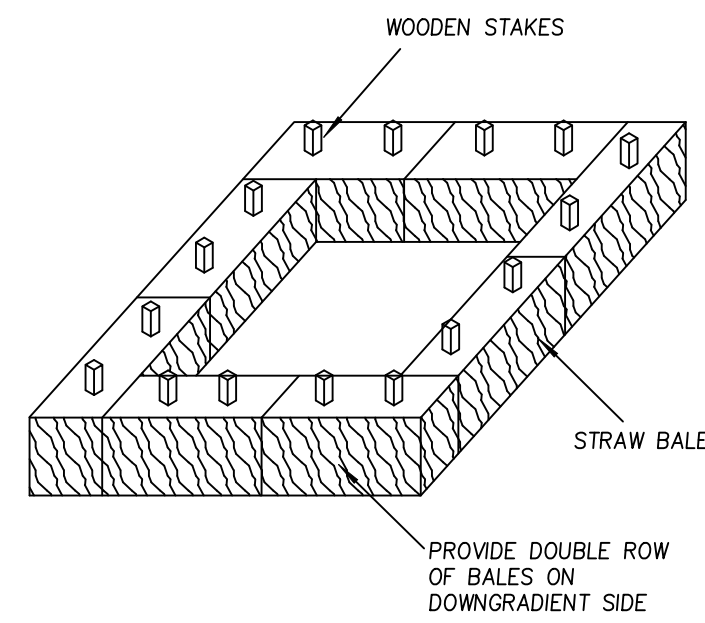 WOODEN STAKES
STRAW BALE
PROVIDE DOUBLE ROW
OF BALES ON
DOWNGRADIENT SIDE